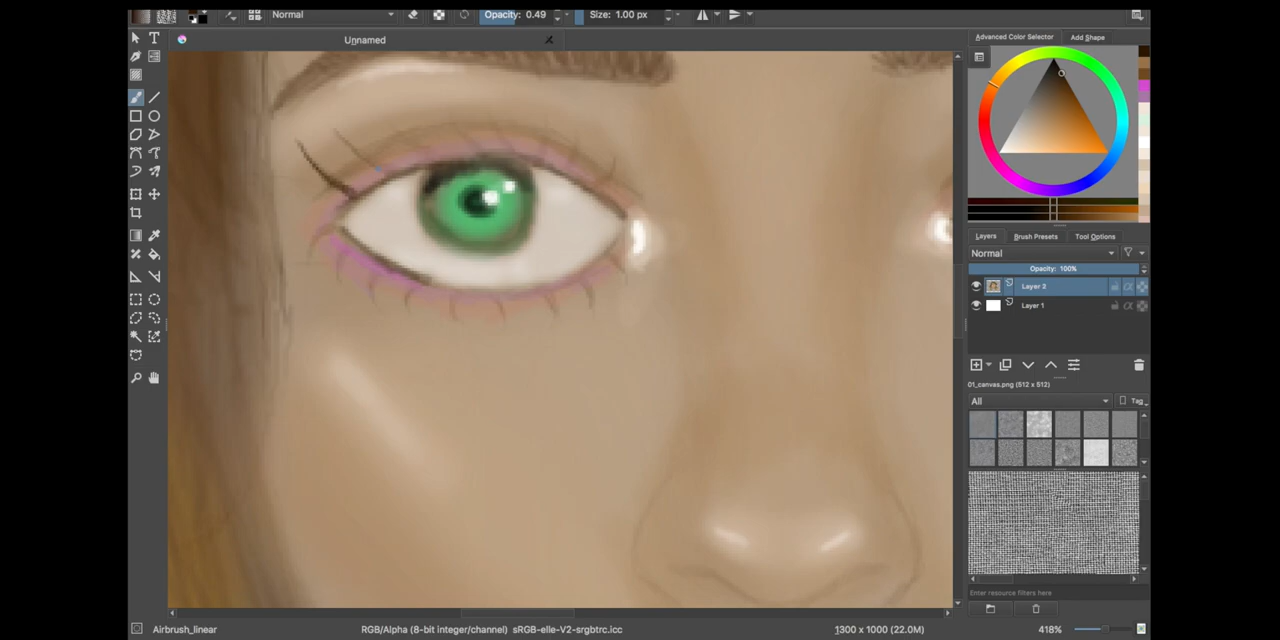 Normal
Opacity: 0.49
Size: 1.00 px
Unnamed
Advanced Color Selector
Add Shape
Layers
Brush Presets
Tool Options
Normal
Opacity: 100%
Layer 2
Layer 1
01_canvas.png (512 x 512)
All
Tag
Enter resource filters here
Airbrush_linear
RGB/Alpha (8-bit integer/channel) sRGB-elle-V2-srgbtrc.icc
1300 x 1000 (22.0M)
418%